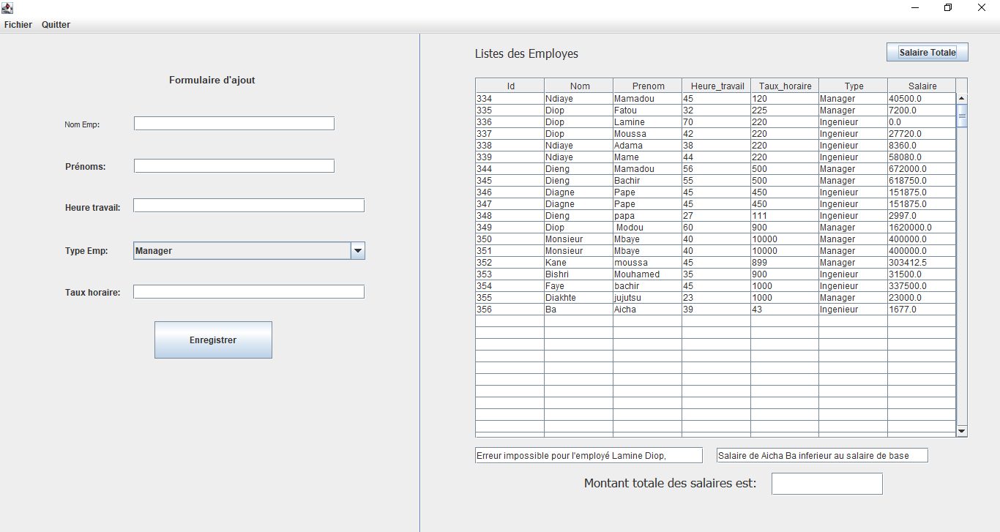 Fichier Quitter
Formulaire d'ajout
Nom Emp:
Prénoms:
Heure travail:
Type Emp: Manager
Taux horaire:
Enregistrer
Listes des Employes
Salaire Totale
Id Nom Prenom Heure_travail Taux_horaire Type Salaire
334 Ndiaye Mamadou 45 120 Manager 40500.0
335 Diop Fatou 32 225 Manager 7200.0
336 Diop Lamine 70 220 Ingenieur 0.0
337 Diop Moussa 42 220 Ingenieur 27720.0
338 Ndiaye Adama 38 220 Ingenieur 8360.0
339 Ndiaye Mame 44 220 Ingenieur 58080.0
344 Dieng Mamadou 56 500 Manager 672000.0
345 Dieng Bachir 55 500 Manager 618750.0
346 Diagne Pape 45 450 Ingenieur 151875.0
347 Diagne Pape 45 450 Ingenieur 151875.0
348 Dieng papa 27 111 Ingenieur 2997.0
349 Diop Modou 60 900 Manager 1620000.0
350 Monsieur Mbaye 40 10000 Manager 400000.0
351 Monsieur Mbaye 40 10000 Manager 400000.0
352 Kane moussa 45 899 Manager 303412.5
353 Bishri Mouhamed 35 900 Ingenieur 31500.0
354 Faye bachir 45 1000 Ingenieur 337500.0
355 Diakhte jujutsu 23 1000 Manager 23000.0
356 Ba Aicha 39 43 Ingenieur 1677.0
Erreur impossible pour l'employé Lamine Diop,
Salaire de Aicha Ba inferieur au salaire de base
Montant totale des salaires est: